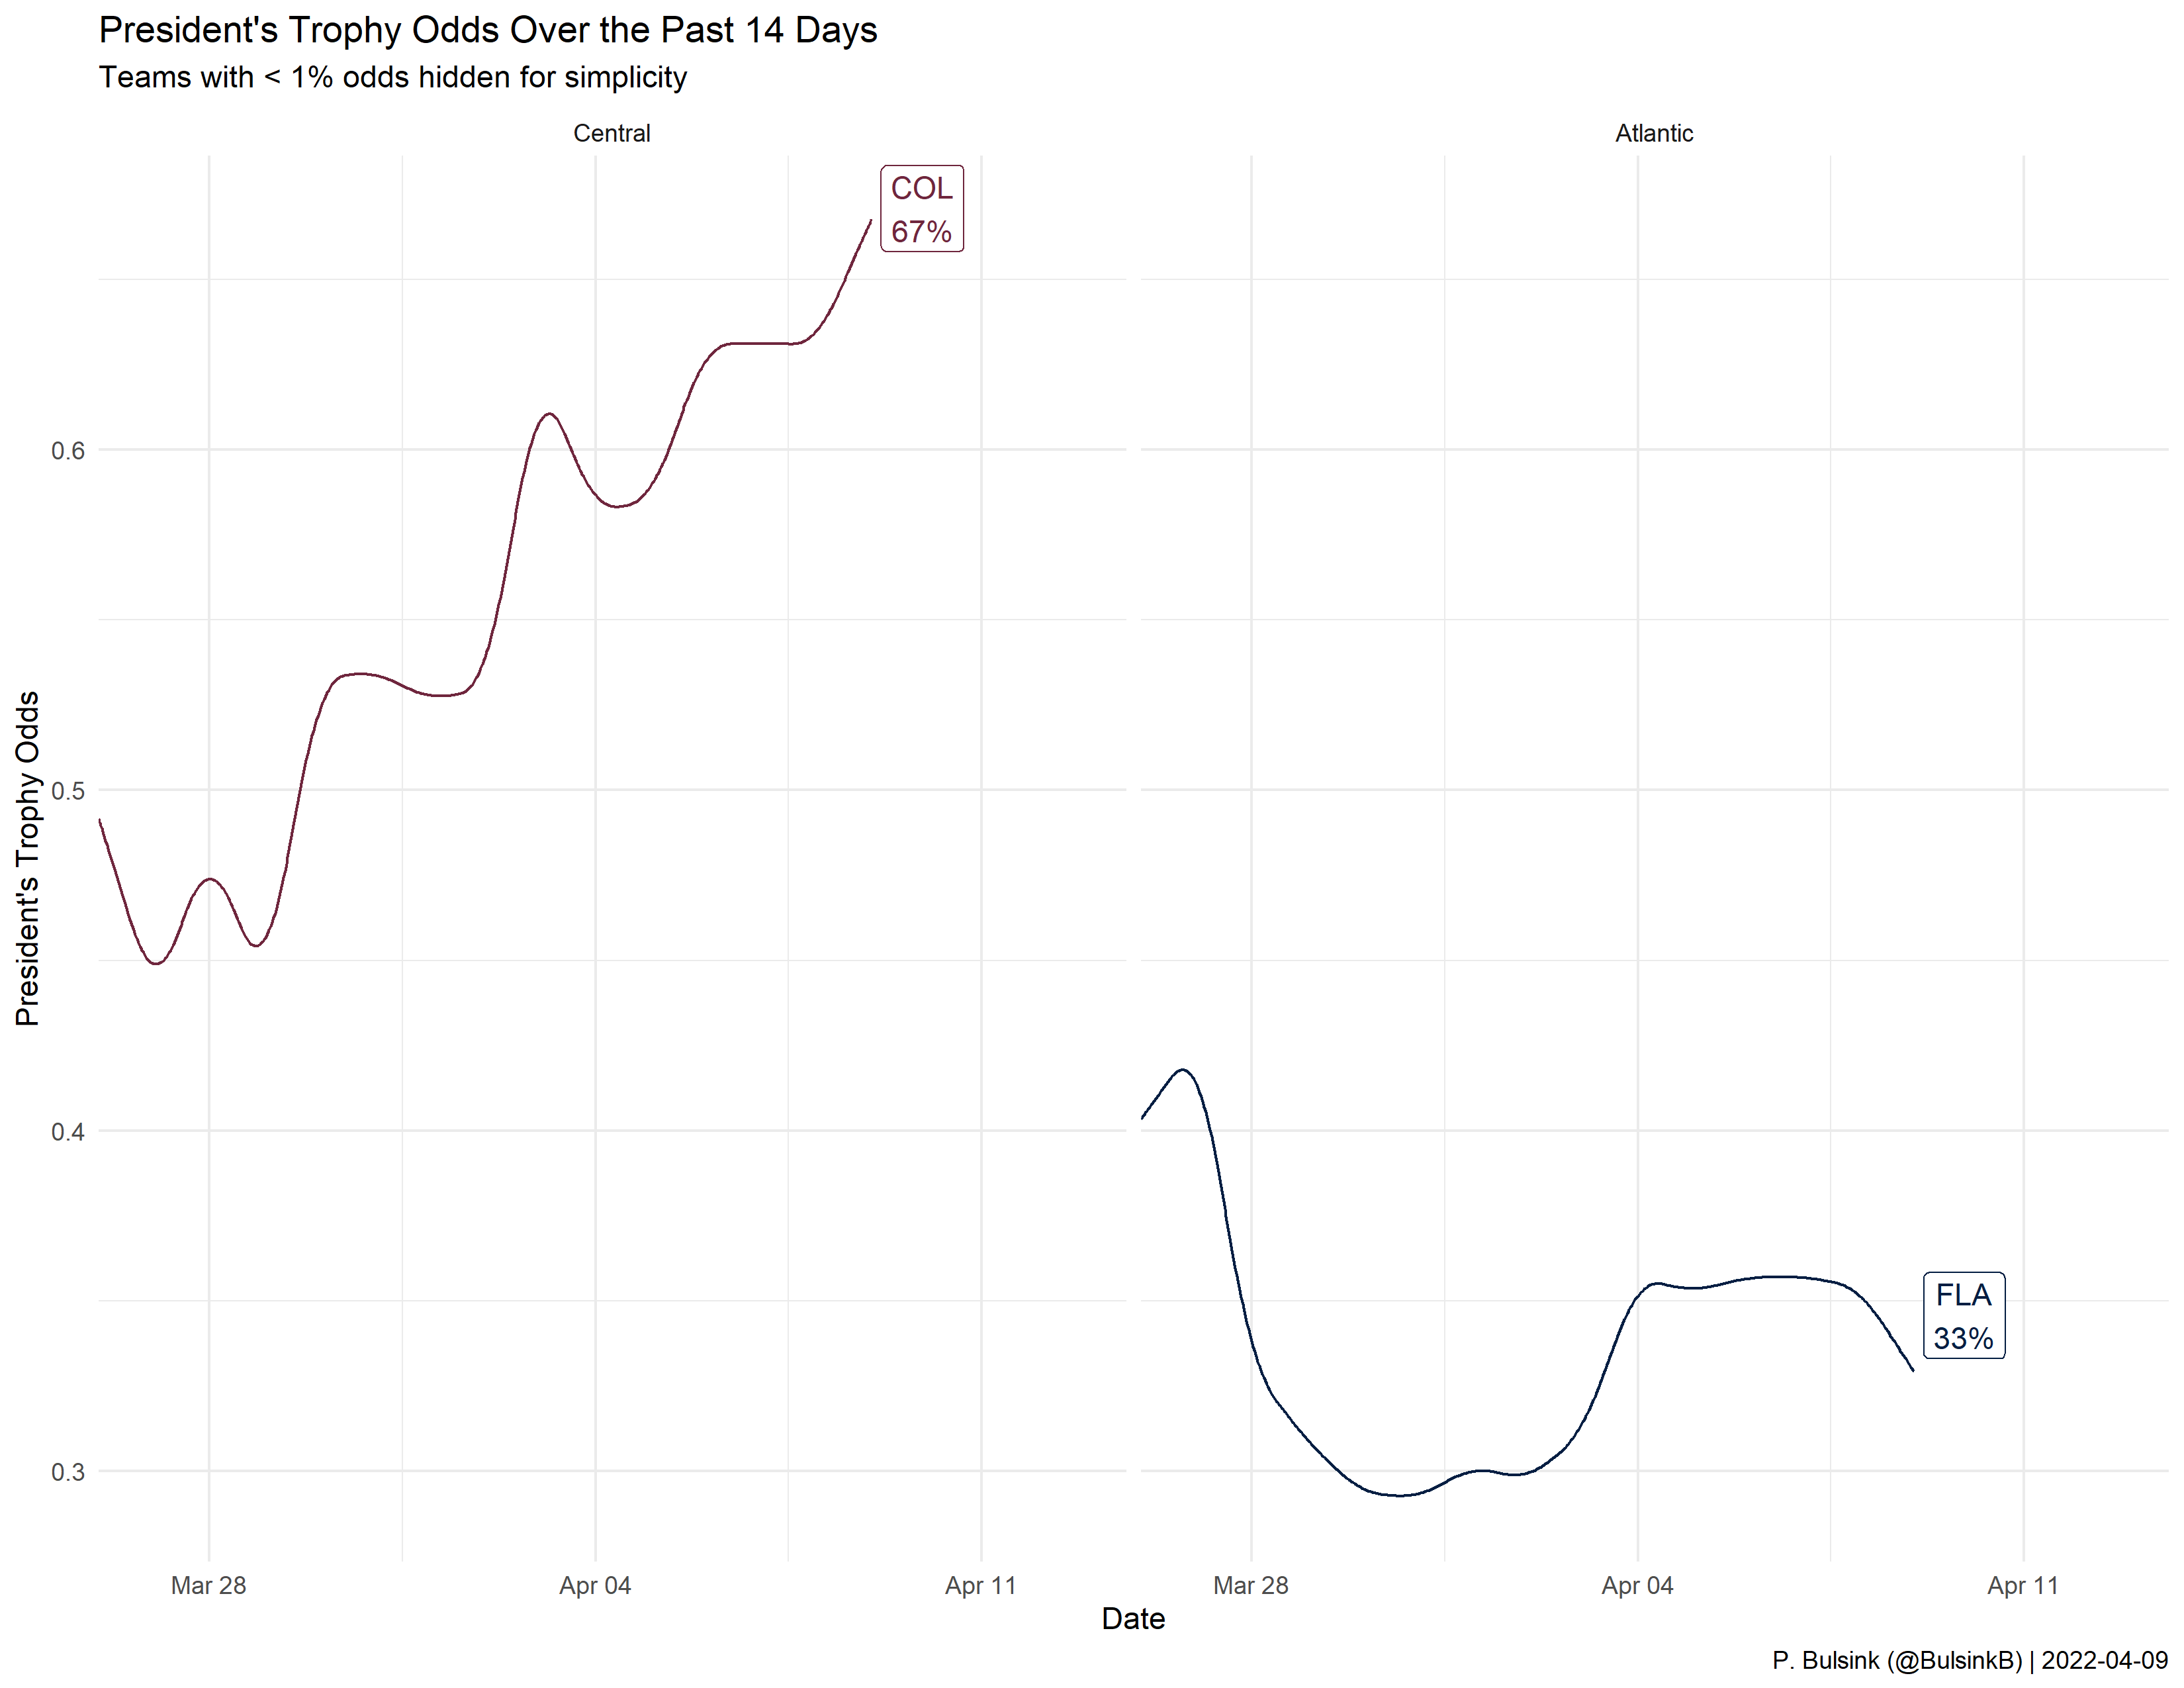 President's Trophy Odds Over the Past 14 Days
Teams with < 1% odds hidden for simplicity
Central
Atlantic
COL
67%
0.6
0.5
0.4
0.3
President's Trophy Odds
FLA
33%
Mar 28
Apr 04
Apr 11
Mar 28
Apr 04
Apr 11
Date
P. Bulsink (@BulsinkB) | 2022-04-09